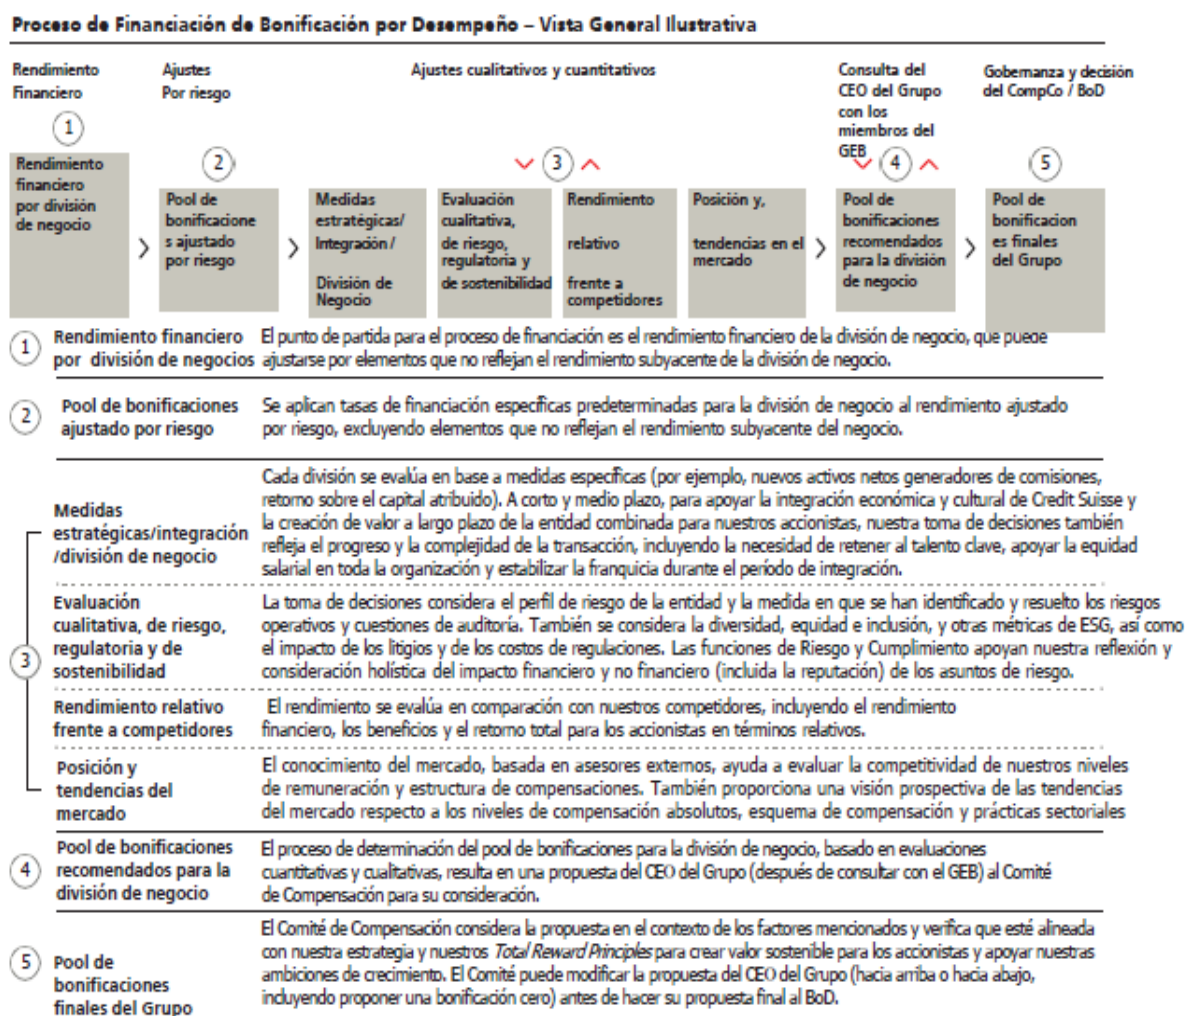 Proceso de Financiación de Bonificación por Desempeño – Vista General Ilustrativa
Rendimiento
Financiero
Ajustes
Por riesgo
Ajustes cualitativos y cuantitativos
Consulta del
CEO del Grupo
con los
miembros del
GEB
Gobernanza y decisión
del CompCo / BoD
1
2
3
4
5
Rendimiento
financiero
por división
de negocio
Pool de
bonificacione
s ajustado
por riesgo
Medidas
estratégicas/
Integración /
División de
Negocio
Evaluación
cualitativa,
de riesgo,
regulatoria y
de sostenibilidad
Rendimiento
relativo
frente a
competidores
Posición y,
tendencias en el
mercado
Pool de
bonificaciones
recomendados
para la división
de negocio
Pool de
bonificacion
es finales
del Grupo
1
Rendimiento financiero
por división de negocios
El punto de partida para el proceso de financiación es el rendimiento financiero de la división de negocio, que puede
ajustarse por elementos que no reflejan el rendimiento subyacente de la división de negocio.
2
Pool de bonificaciones
ajustado por riesgo
Se aplican tasas de financiación específicas predeterminadas para la división de negocio al rendimiento ajustado
por riesgo, excluyendo elementos que no reflejan el rendimiento subyacente del negocio.
3
Medidas
estratégicas/integración
/división de negocio
Cada división se evalúa en base a medidas específicas (por ejemplo, nuevos activos netos generadores de comisiones,
retorno sobre el capital atribuido). A corto y medio plazo, para apoyar la integración económica y cultural de Credit Suisse y
la creación de valor a largo plazo de la entidad combinada para nuestros accionistas, nuestra toma de decisiones también
refleja el progreso y la complejidad de la transacción, incluyendo la necesidad de retener al talento clave, apoyar la equidad
salarial en toda la organización y estabilizar la franquicia durante el período de integración.
Evaluación
cualitativa, de riesgo,
regulatoria y de
sostenibilidad
La toma de decisiones considera el perfil de riesgo de la entidad y la medida en que se han identificado y resuelto los riesgos
operativos y cuestiones de auditoría. También se considera la diversidad, equidad e inclusión, y otras métricas de ESG, así como
el impacto de los litigios y de los costos de regulaciones. Las funciones de Riesgo y Cumplimiento apoyan nuestra reflexión y
consideración holística del impacto financiero y no financiero (incluida la reputación) de los asuntos de riesgo.
Rendimiento relativo
frente a competidores
El rendimiento se evalúa en comparación con nuestros competidores, incluyendo el rendimiento
financiero, los beneficios y el retorno total para los accionistas en términos relativos.
Posición y
tendencias del
mercado
El conocimiento del mercado, basada en asesores externos, ayuda a evaluar la competitividad de nuestros niveles
de remuneración y estructura de compensaciones. También proporciona una visión prospectiva de las tendencias
del mercado respecto a los niveles de compensación absolutos, esquema de compensación y prácticas sectoriales
4
Pool de bonificaciones
recomendados para la
división de negocio
El proceso de determinación del pool de bonificaciones para la división de negocio, basado en evaluaciones
cuantitativas y cualitativas, resulta en una propuesta del CEO del Grupo (después de consultar con el GEB) al Comité
de Compensación para su consideración.
5
Pool de
bonificaciones
finales del Grupo
El Comité de Compensación considera la propuesta en el contexto de los factores mencionados y verifica que esté alineada
con nuestra estrategia y nuestros Total Reward Principles para crear valor sostenible para los accionistas y apoyar nuestras
ambiciones de crecimiento. El Comité puede modificar la propuesta del CEO del Grupo (hacia arriba o hacia abajo,
incluyendo proponer una bonificación cero) antes de hacer su propuesta final al BoD.